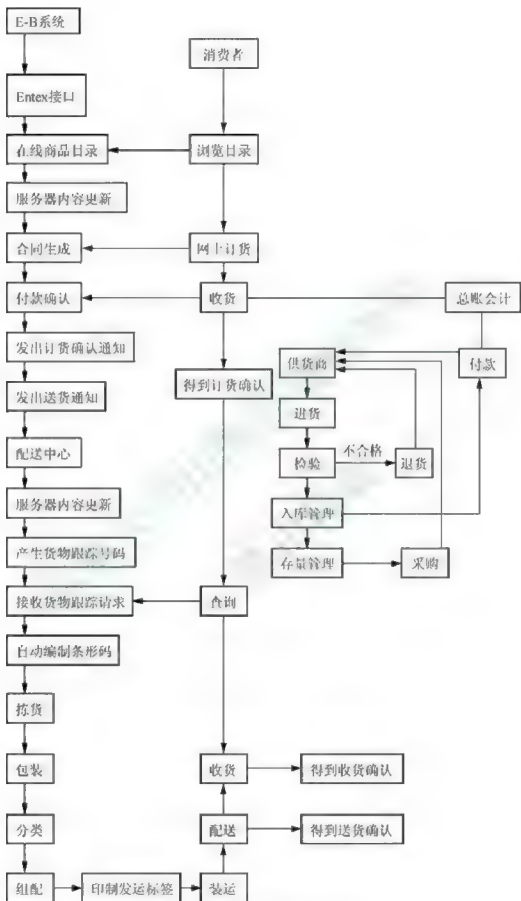 E-B系统
消费者
Entex接口
在线商品目录
浏览目录
服务器内容更新
合同生成
网上订货
付款确认
收货
总账会计
发出订货确认通知
供货商
付款
得到订货确认
发出送货通知
进货
配送中心
检验
不合格
退货
服务器内容更新
入库管理
产生货物跟踪号码
存量管理
采购
接收货物跟踪请求
查询
自动编制条形码
拣货
包装
收货
得到收货确认
分类
配送
得到送货确认
组配
印制发运标签
装运